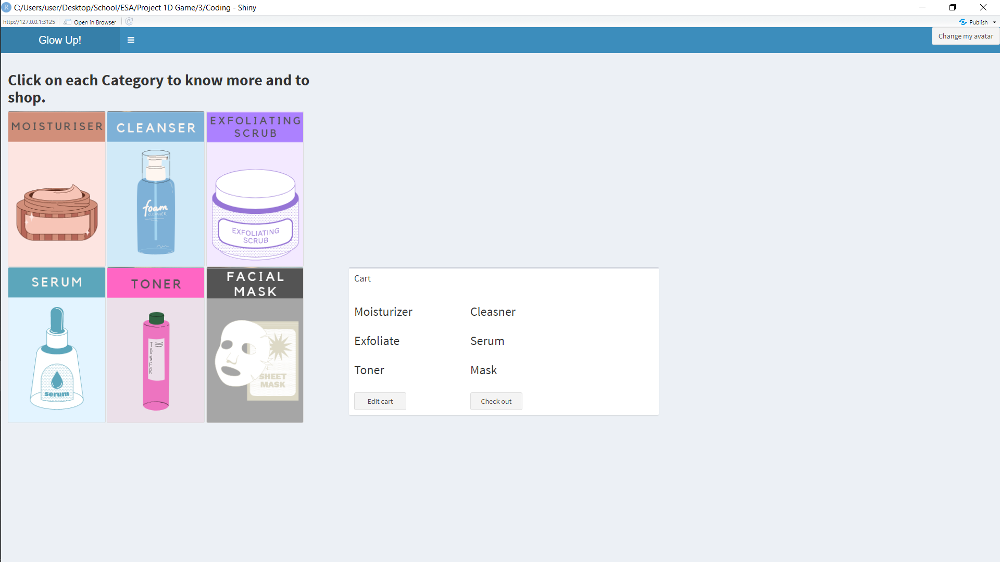 C:/Users/user/Desktop/School/ESA/Project 1D Game/3/Coding - Shiny
http://127.0.0.1:3125
Open in Browser
Publish
Glow Up!
Change my avatar
Click on each Category to know more and to
shop.
MOISTURISER
CLEANSER
EXFOLIATING
SCRUB
foam
CLEANSER
EXFOLIATING
SCRUB
SERUM
TONER
FACIAL
MASK
serum
TONER
SHEET
MASK
Cart
Moisturizer
Cleasner
Exfoliate
Serum
Toner
Mask
Edit cart
Check out